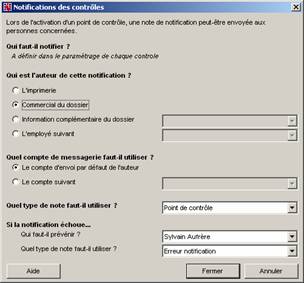 Notifications des contrôles
Lors de l'activation d'un point de contrôle, une note de notification peut-être envoyée aux
personnes concernées.
Qui faut-il notifier ?
A définir dans le paramétrage de chaque controle
Qui est l'auteur de cette notification ?
L'imprimerie
Commercial du dossier
Information complémentaire du dossier
L'employé suivant
Quel compte de messagerie faut-il utiliser ?
Le compte d'envoi par défaut de l'auteur
Le compte suivant
Quel type de note faut-il utiliser ? Point de contrôle
Si la notification échoue...
Qui faut-il prévenir ? Sylvain Autrère
Quel type de note faut-il utiliser ? Erreur notification
Aide Fermer Annuler